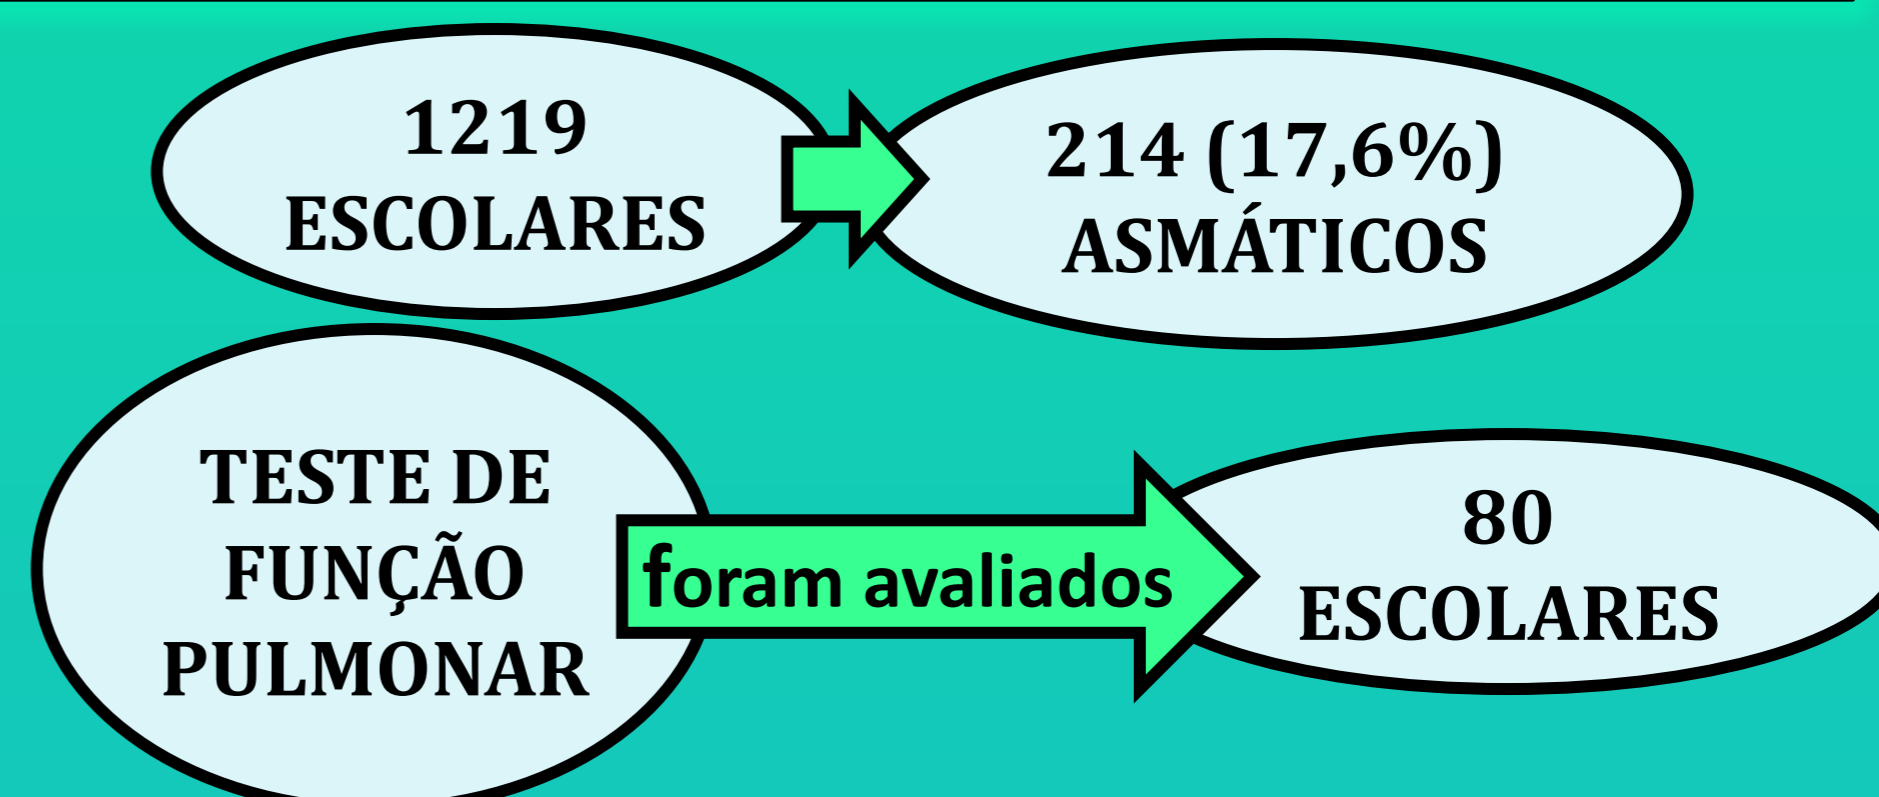 1219
ESCOLARES
214 (17,6%)
ASMÁTICOS
TESTE DE
FUNÇÃO
PULMONAR
foram avaliados
80
ESCOLARES